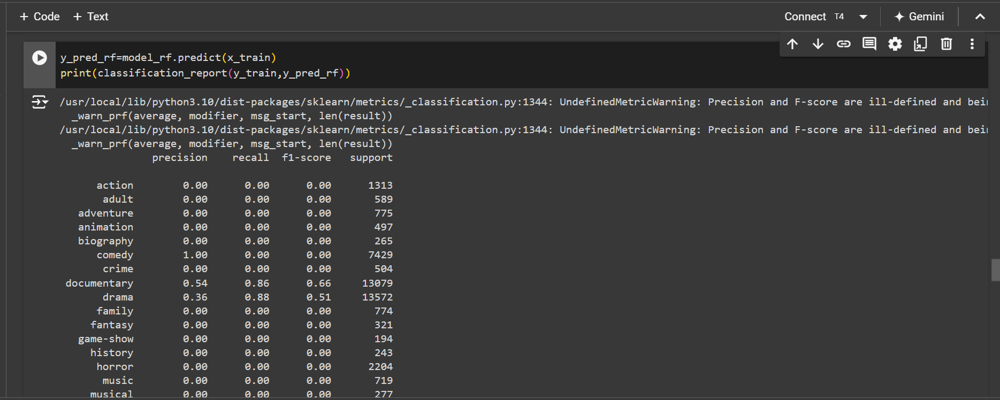 + Code + Text Connect T4 Gemini
y_pred_rf=model_rf.predict(x_train)
print(classification_report(y_train,y_pred_rf))
/usr/local/lib/python3.10/dist-packages/sklearn/metrics/_classification.py:1344: UndefinedMetricWarning: Precision and F-score are ill-defined and bei
_warn_prf(average, modifier, msg_start, len(result))
/usr/local/lib/python3.10/dist-packages/sklearn/metrics/_classification.py:1344: UndefinedMetricWarning: Precision and F-score are ill-defined and bei
_warn_prf(average, modifier, msg_start, len(result))
precision recall f1-score support
action 0.00 0.00 0.00 1313
adult 0.00 0.00 0.00 589
adventure 0.00 0.00 0.00 775
animation 0.00 0.00 0.00 497
biography 0.00 0.00 0.00 265
comedy 1.00 0.00 0.00 7429
crime 0.00 0.00 0.00 504
documentary 0.54 0.86 0.66 13079
drama 0.36 0.88 0.51 13572
family 0.00 0.00 0.00 774
fantasy 0.00 0.00 0.00 321
game-show 0.00 0.00 0.00 194
history 0.00 0.00 0.00 243
horror 0.00 0.00 0.00 2204
music 0.00 0.00 0.00 719
musical 0.00 0.00 0.00 277